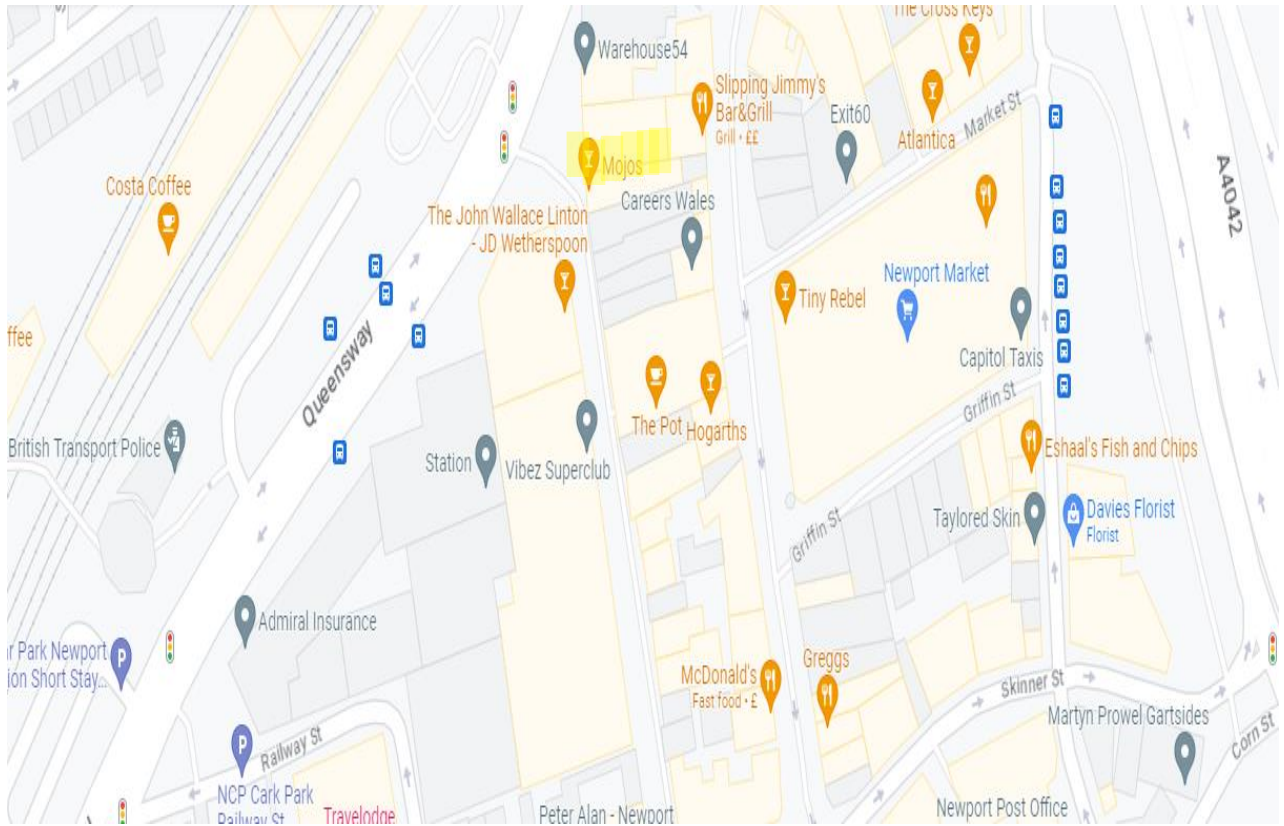 The Cross Keys
Warehouse54
Slipping Jimmy's
Bar&Grill
Grill • ££
Exit60
Market St
Atlantica
A4042
Mojos
Costa Coffee
Careers Wales
The John Wallace Linton
- JD Wetherspoon
Newport Market
Tiny Rebel
ffee
Queensway
Capitol Taxis
Griffin St
The Pot
Hogarths
British Transport Police
Station
Vibez Superclub
Eshaal's Fish and Chips
Davies Florist
Florist
Taylored Skin
Griffin St
Admiral Insurance
r Park Newport
ion Short Stay...
P
McDonald's
Fast food • £
Greggs
Skinner St
Martyn Prowel Gartsides
Corn St
Railway St
P
NCP Cark Park
Railway St
Travelodge
Peter Alan - Newport
Newport Post Office